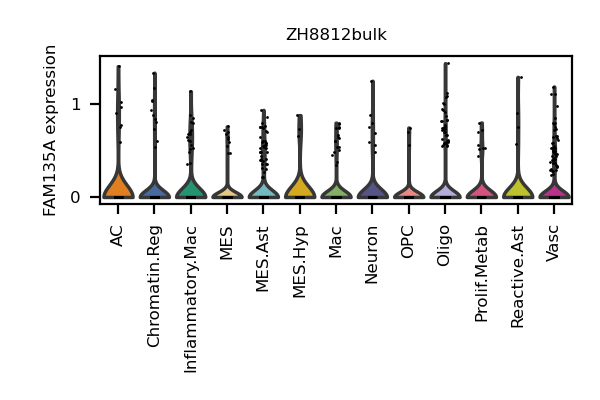 ZH8812bulk
FAM135A expression
1
0
AC
Chromatin.Reg
Inflammatory.Mac
MES
MES.Ast
MES.Hyp
Mac
Neuron
OPC
Oligo
Prolif.Metab
Reactive.Ast
Vasc